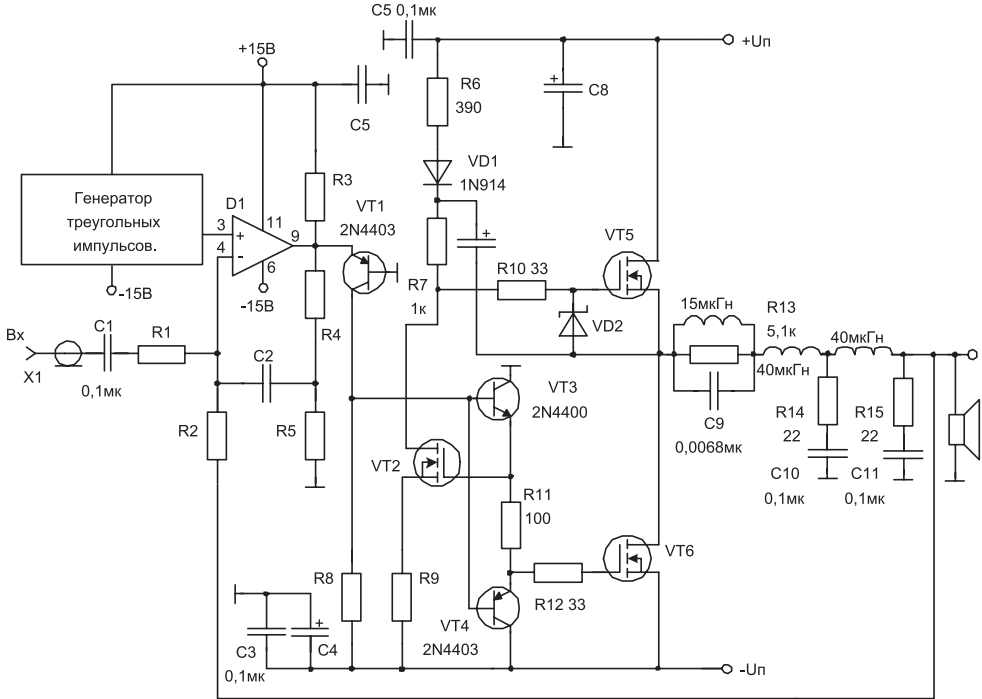 C5 0,1мк
+Uп
+15В
R6
390
C8
C5
VD1
1N914
R3
Генератор
треугольных
импульсов.
D1
3
+
11
4
-
9
6
VT1
2N4403
+
-15В
-15В
R7
1к
R10 33
VT5
VD2
R4
15мкГн
R13
5,1к
Вх
X1
C1
0,1мк
R1
C2
40мкГн
40мкГн
R2
R5
VT3
2N4400
C9
0,0068мк
R14
22
R15
22
VT2
C10
0,1мк
C11
0,1мк
R11
100
VT6
R8
R9
R12 33
VT4
2N4403
C3
0,1мк
+
C4
-Uп